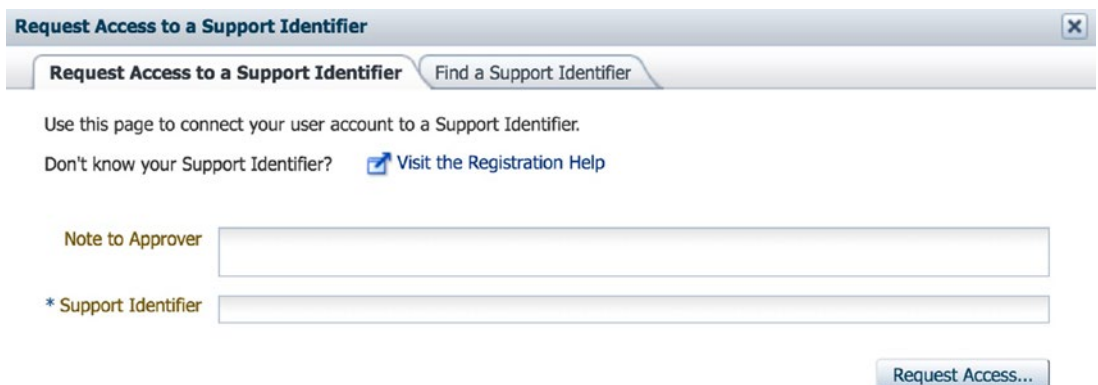 Request Access to a Support Identifier
Request Access to a Support Identifier Find a Support Identifier
Use this page to connect your user account to a Support Identifier.
Don't know your Support Identifier? Visit the Registration Help
Note to Approver
* Support Identifier
Request Access...